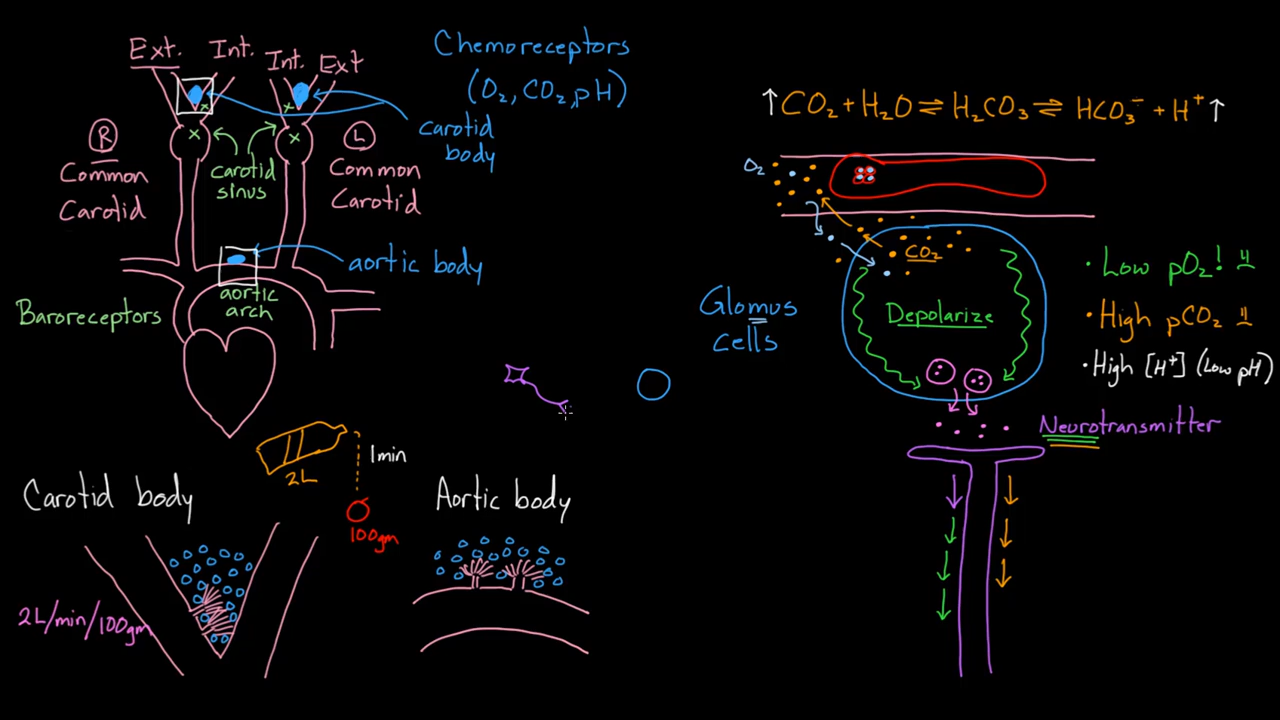 Ext. Int. Int. Ext
Chemoreceptors
(O₂, CO₂, pH)
carotid
body
R
L
Common
Carotid
carotid
sinus
Common
Carotid
aortic body
aortic
arch
Baroreceptors
2L
1min
100gm
Carotid body
2L/min/100gm
Aortic body
↑CO₂ + H₂O ⇌ H₂CO₃ ⇌ HCO₃⁻ + H⁺↑
O₂
CO₂
Glomus
cells
Depolarize
· Low pO₂! !!
· High pCO₂ !!
· High [H⁺] (Low pH)
Neurotransmitter